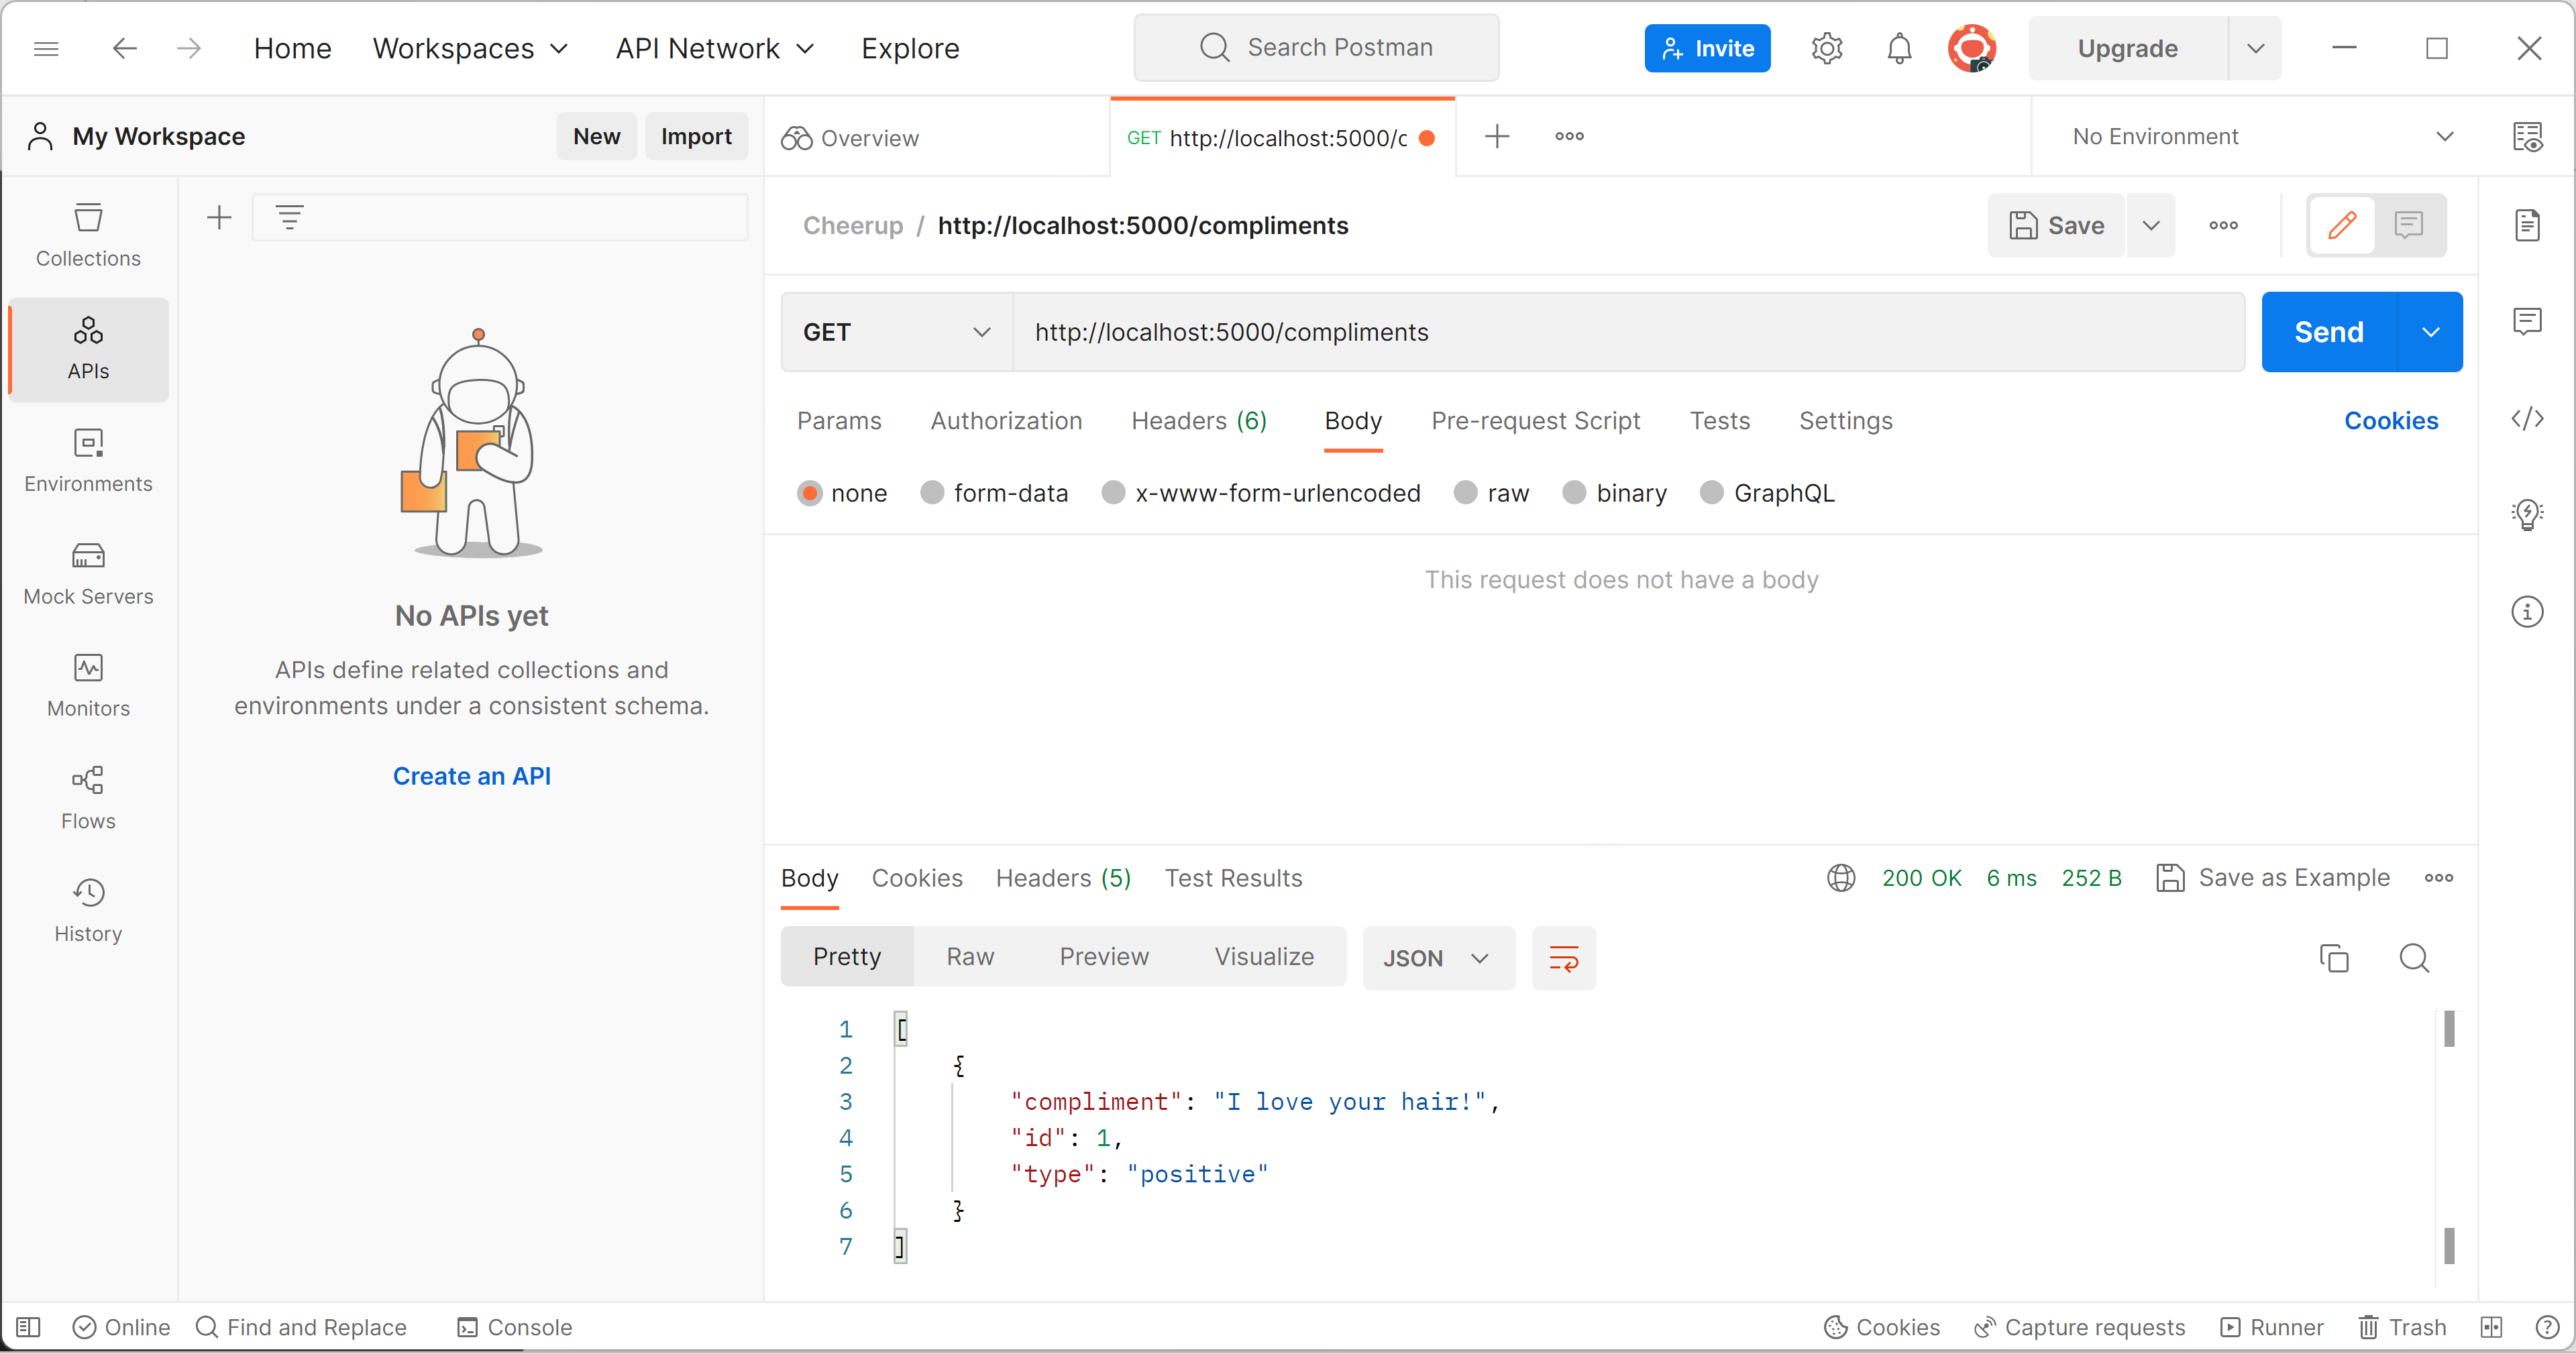 Home Workspaces API Network Explore Search Postman Invite Upgrade
My Workspace New Import Overview GET http://localhost:5000/c No Environment
Collections
APIs
Environments
Mock Servers
Monitors
Flows
History
No APIs yet
APIs define related collections and
environments under a consistent schema.
Create an API
Cheerup / http://localhost:5000/compliments Save
GET http://localhost:5000/compliments Send
Params Authorization Headers (6) Body Pre-request Script Tests Settings Cookies
none form-data x-www-form-urlencoded raw binary GraphQL
This request does not have a body
Body Cookies Headers (5) Test Results 200 OK 6 ms 252 B Save as Example
Pretty Raw Preview Visualize JSON
1 [
2 {
3 "compliment": "I love your hair!",
4 "id": 1,
5 "type": "positive"
6 }
7 ]
Online Find and Replace Console Cookies Capture requests Runner Trash